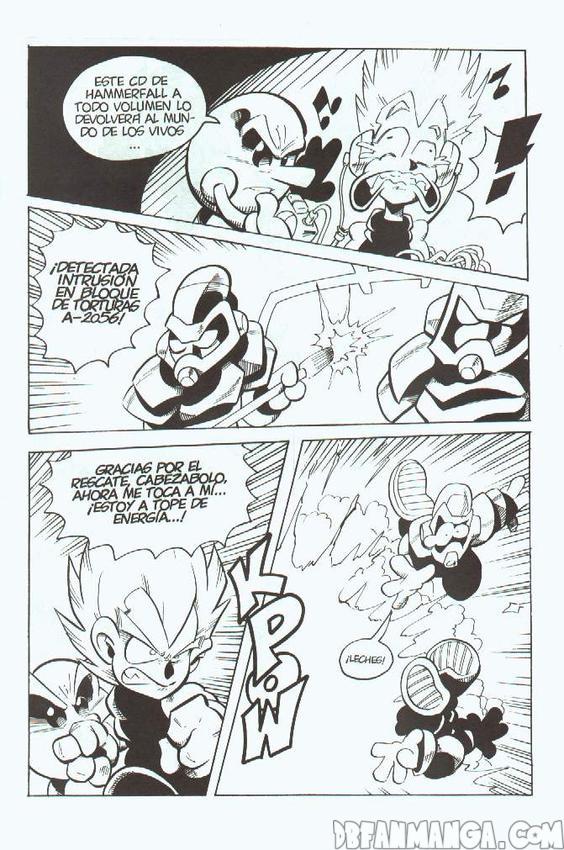 ESTE CD DE
HAMMERFALL A
TODO VOLUMEN LO
DEVOLVERÁ AL MUN-
DO DE LOS VIVOS
...
¡DETECTADA
INTRUSIÓN
EN BLOQUE
DE TORTURAS
A-2056!
GRACIAS POR EL
RESCATE, CABEZABOLO,
AHORA ME TOCA A MÍ...
¡ESTOY A TOPE DE
ENERGÍA...!
KPOW
¡LECHES!
DBFANMANGA.COM